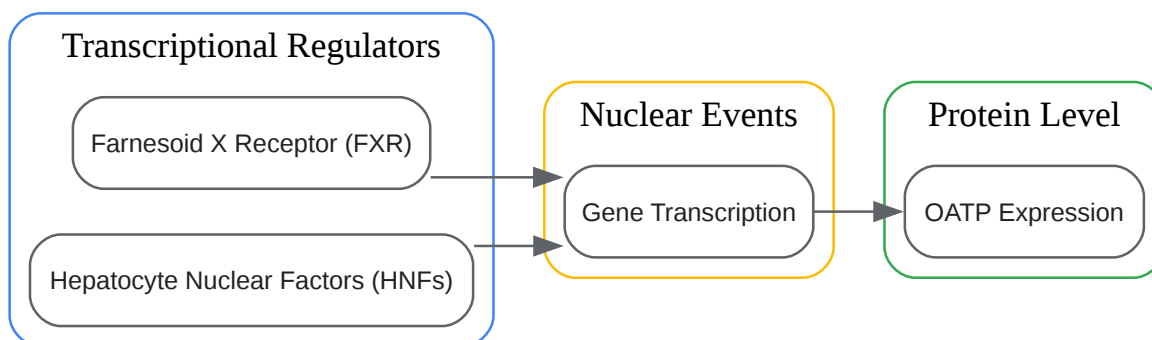 Transcriptional Regulators
Farnesoid X Receptor (FXR)
Hepatocyte Nuclear Factors (HNFs)
Nuclear Events
Gene Transcription
Protein Level
OATP Expression